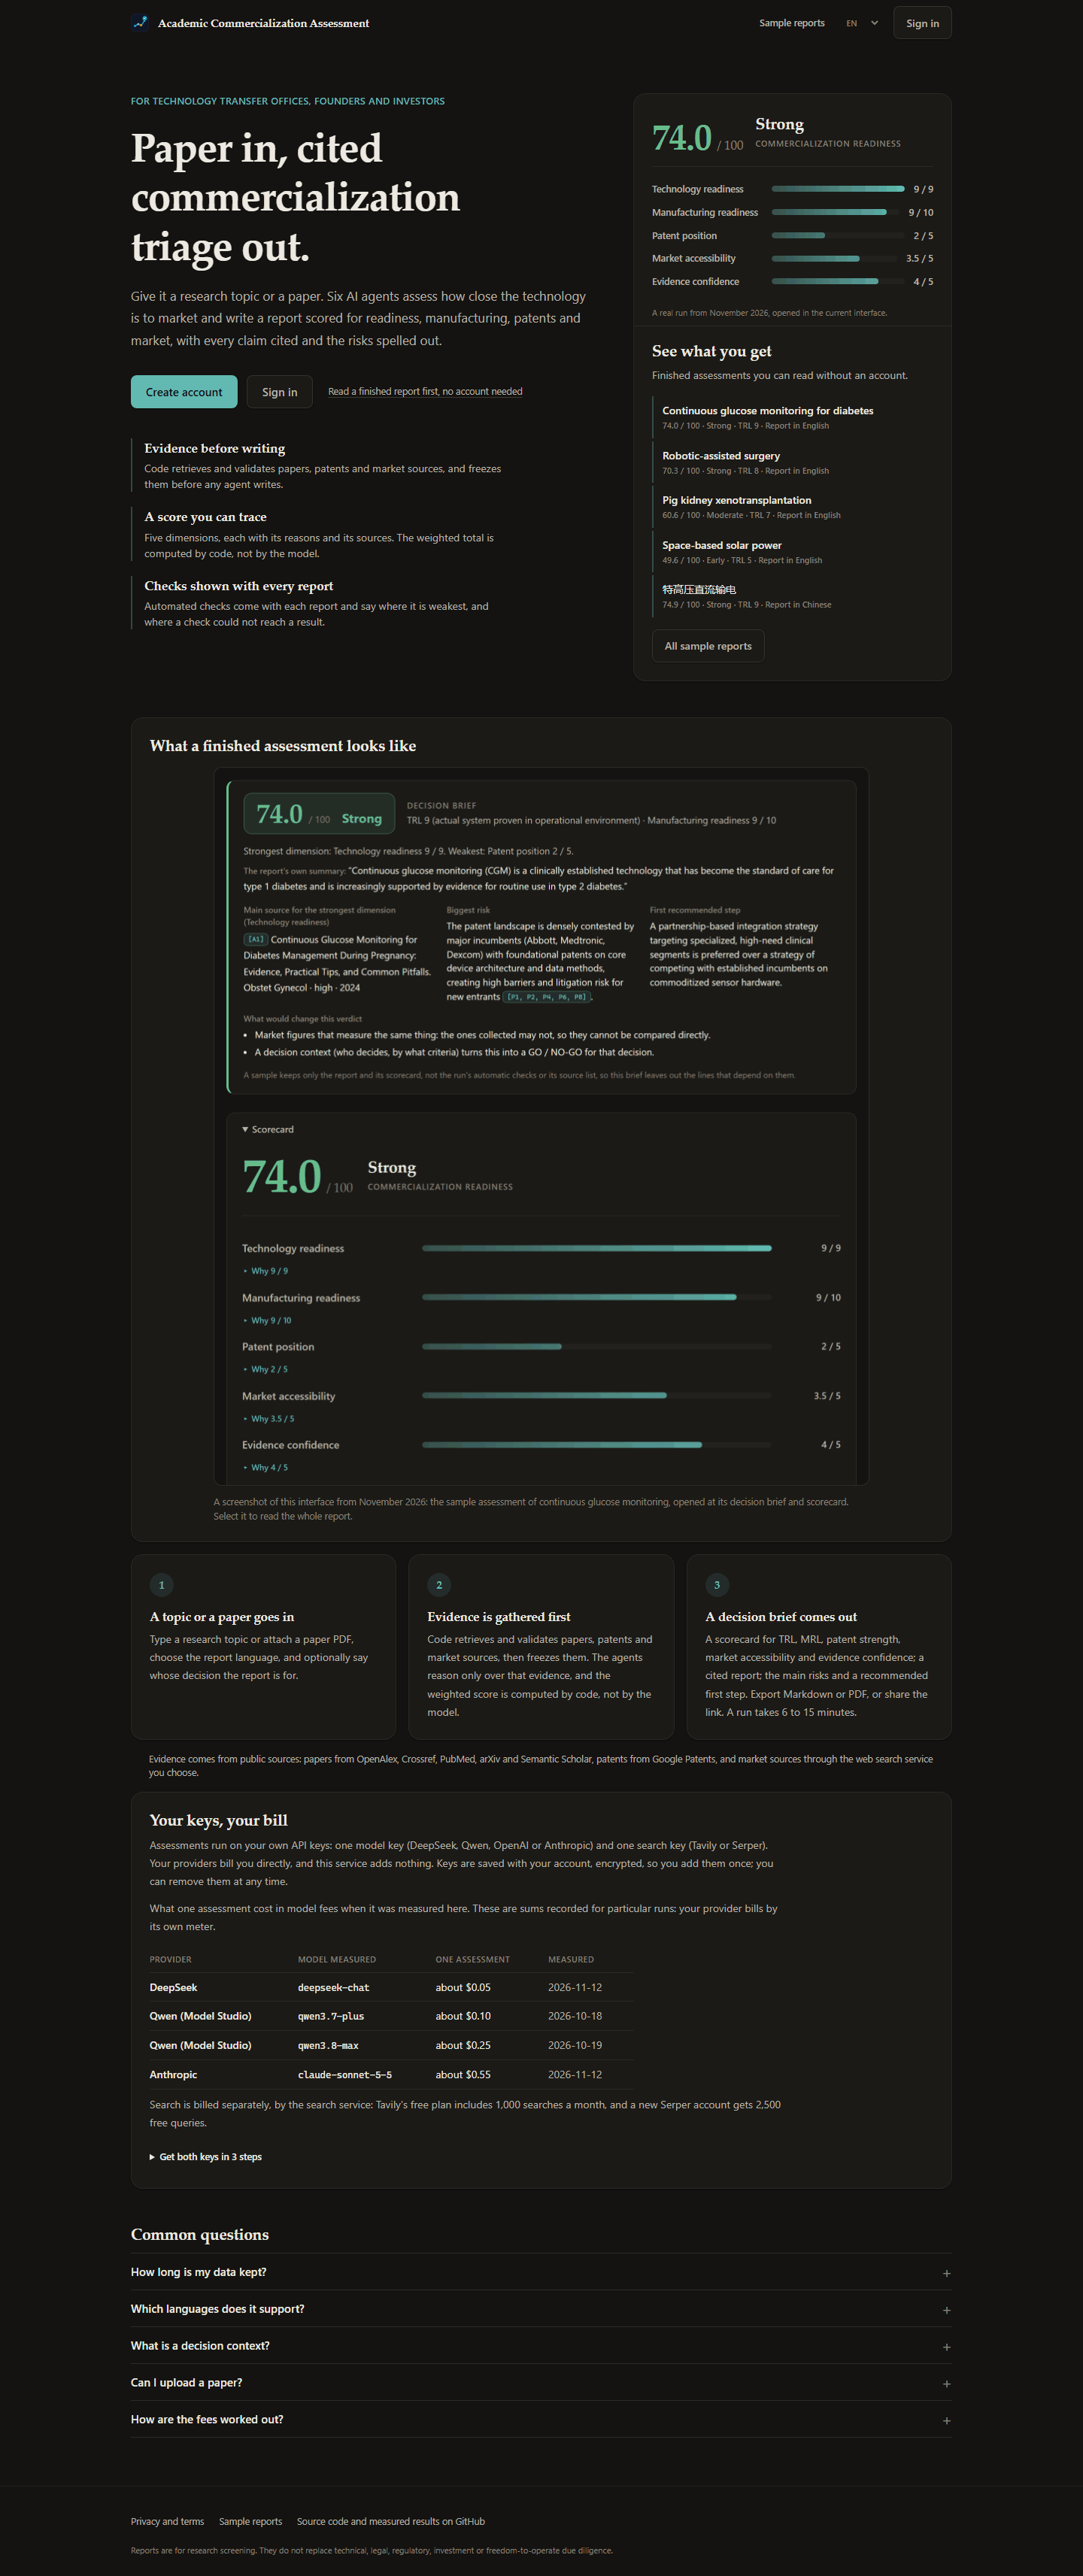 Academic Commercialization Assessment
Sample reports
EN
Sign in
FOR TECHNOLOGY TRANSFER OFFICES, FOUNDERS AND INVESTORS
Paper in, cited
commercialization
triage out.
Give it a research topic or a paper. Six AI agents assess how close the technology
is to market and write a report scored for readiness, manufacturing, patents and
market, with every claim cited and the risks spelled out.
Create account
Sign in
Read a finished report first, no account needed
Evidence before writing
Code retrieves and validates papers, patents and market sources, and freezes
them before any agent writes.
A score you can trace
Five dimensions, each with its reasons and its sources. The weighted total is
computed by code, not by the model.
Checks shown with every report
Automated checks come with each report and say where it is weakest, and
where a check could not reach a result.
74.0 / 100
Strong
COMMERCIALIZATION READINESS
Technology readiness 9 / 9
Manufacturing readiness 9 / 10
Patent position 2 / 5
Market accessibility 3.5 / 5
Evidence confidence 4 / 5
A real run from November 2026, opened in the current interface.
See what you get
Finished assessments you can read without an account.
Continuous glucose monitoring for diabetes
74.0 / 100 · Strong · TRL 9 · Report in English
Robotic-assisted surgery
70.3 / 100 · Strong · TRL 8 · Report in English
Pig kidney xenotransplantation
60.6 / 100 · Moderate · TRL 7 · Report in English
Space-based solar power
49.6 / 100 · Early · TRL 5 · Report in English
特高压直流输电
74.9 / 100 · Strong · TRL 9 · Report in Chinese
All sample reports
What a finished assessment looks like
74.0 / 100 Strong
DECISION BRIEF
TRL 9 (actual system proven in operational environment) · Manufacturing readiness 9 / 10
Strongest dimension: Technology readiness 9 / 9. Weakest: Patent position 2 / 5.
The report's own summary: "Continuous glucose monitoring (CGM) is a clinically established technology that has become the standard of care for
type 1 diabetes and is increasingly supported by evidence for routine use in type 2 diabetes."
Main source for the strongest dimension
(Technology readiness)
[A1] Continuous Glucose Monitoring for
Diabetes Management During Pregnancy:
Evidence, Practical Tips, and Common Pitfalls.
Obstet Gynecol · high · 2024
Biggest risk
The patent landscape is densely contested by
major incumbents (Abbott, Medtronic,
Dexcom) with foundational patents on core
device architecture and data methods,
creating high barriers and litigation risk for
new entrants [P1, P2, P4, P6, P8].
First recommended step
A partnership-based integration strategy
targeting specialized, high-need clinical
segments is preferred over a strategy of
competing with established incumbents on
commoditized sensor hardware.
What would change this verdict
• Market figures that measure the same thing: the ones collected may not, so they cannot be compared directly.
• A decision context (who decides, by what criteria) turns this into a GO / NO-GO for that decision.
A sample keeps only the report and its scorecard, not the run's automatic checks or its source list, so this brief leaves out the lines that depend on them.
▼ Scorecard
74.0 / 100
Strong
COMMERCIALIZATION READINESS
Technology readiness 9 / 9
▸ Why 9 / 9
Manufacturing readiness 9 / 10
▸ Why 9 / 10
Patent position 2 / 5
▸ Why 2 / 5
Market accessibility 3.5 / 5
▸ Why 3.5 / 5
Evidence confidence 4 / 5
▸ Why 4 / 5
A screenshot of this interface from November 2026: the sample assessment of continuous glucose monitoring, opened at its decision brief and scorecard.
Select it to read the whole report.
1
A topic or a paper goes in
Type a research topic or attach a paper PDF,
choose the report language, and optionally say
whose decision the report is for.
2
Evidence is gathered first
Code retrieves and validates papers, patents and
market sources, then freezes them. The agents
reason only over that evidence, and the
weighted score is computed by code, not by the
model.
3
A decision brief comes out
A scorecard for TRL, MRL, patent strength,
market accessibility and evidence confidence; a
cited report; the main risks and a recommended
first step. Export Markdown or PDF, or share the
link. A run takes 6 to 15 minutes.
Evidence comes from public sources: papers from OpenAlex, Crossref, PubMed, arXiv and Semantic Scholar, patents from Google Patents, and market sources through the web search service
you choose.
Your keys, your bill
Assessments run on your own API keys: one model key (DeepSeek, Qwen, OpenAI or Anthropic) and one search key (Tavily or Serper).
Your providers bill you directly, and this service adds nothing. Keys are saved with your account, encrypted, so you add them once; you
can remove them at any time.
What one assessment cost in model fees when it was measured here. These are sums recorded for particular runs: your provider bills by
its own meter.
PROVIDER MODEL MEASURED ONE ASSESSMENT MEASURED
DeepSeek deepseek-chat about $0.05 2026-11-12
Qwen (Model Studio) qwen3.7-plus about $0.10 2026-10-18
Qwen (Model Studio) qwen3.8-max about $0.25 2026-10-19
Anthropic claude-sonnet-5-5 about $0.55 2026-11-12
Search is billed separately, by the search service: Tavily's free plan includes 1,000 searches a month, and a new Serper account gets 2,500
free queries.
▶ Get both keys in 3 steps
Common questions
How long is my data kept? +
Which languages does it support? +
What is a decision context? +
Can I upload a paper? +
How are the fees worked out? +
Privacy and terms
Sample reports
Source code and measured results on GitHub
Reports are for research screening. They do not replace technical, legal, regulatory, investment or freedom-to-operate due diligence.